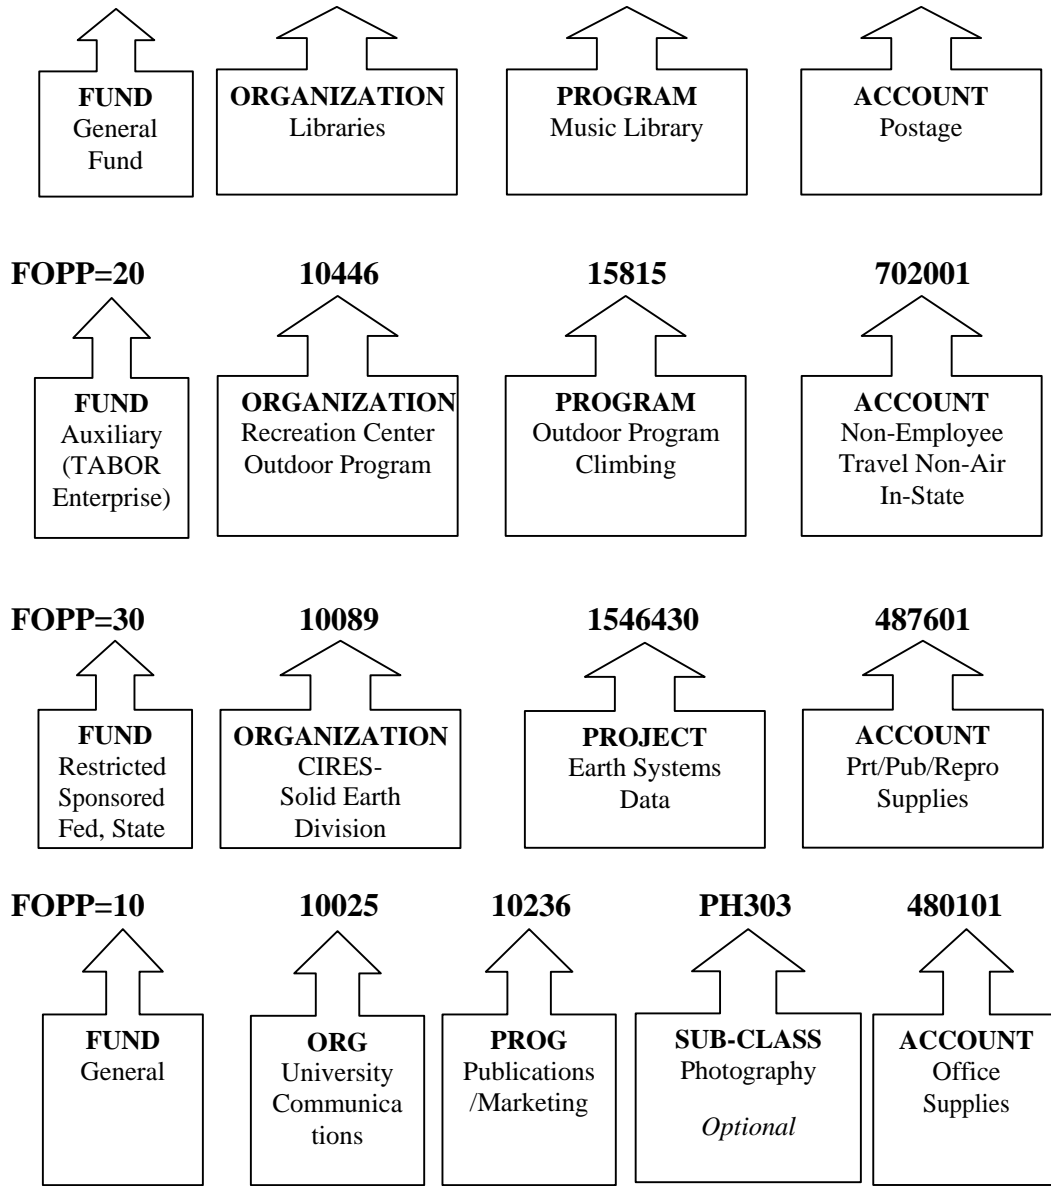 FUND
General
Fund
ORGANIZATION
Libraries
PROGRAM
Music Library
ACCOUNT
Postage
FOPP=20 10446 15815 702001
FUND
Auxiliary
(TABOR
Enterprise)
ORGANIZATION
Recreation Center
Outdoor Program
PROGRAM
Outdoor Program
Climbing
ACCOUNT
Non-Employee
Travel Non-Air
In-State
FOPP=30 10089 1546430 487601
FUND
Restricted
Sponsored
Fed, State
ORGANIZATION
CIRES-
Solid Earth
Division
PROJECT
Earth Systems
Data
ACCOUNT
Prt/Pub/Repro
Supplies
FOPP=10 10025 10236 PH303 480101
FUND
General
ORG
University
Communica
tions
PROG
Publications
/Marketing
SUB-CLASS
Photography
Optional
ACCOUNT
Office
Supplies